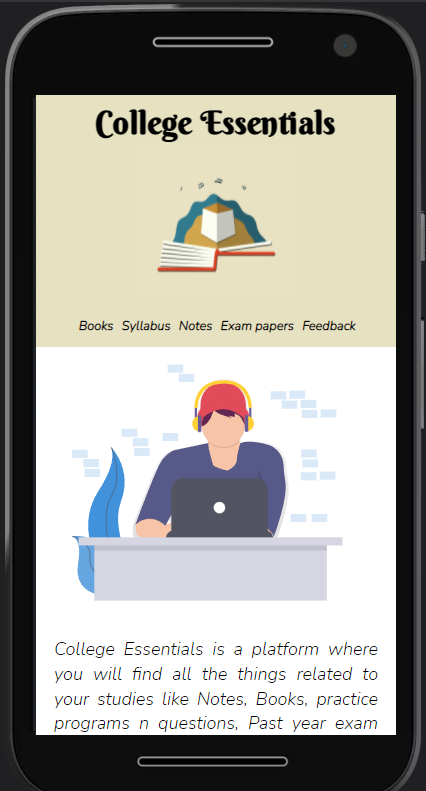 College Essentials
Books Syllabus Notes Exam papers Feedback
College Essentials is a platform where
you will find all the things related to
your studies like Notes, Books, practice
programs n questions, Past year exam